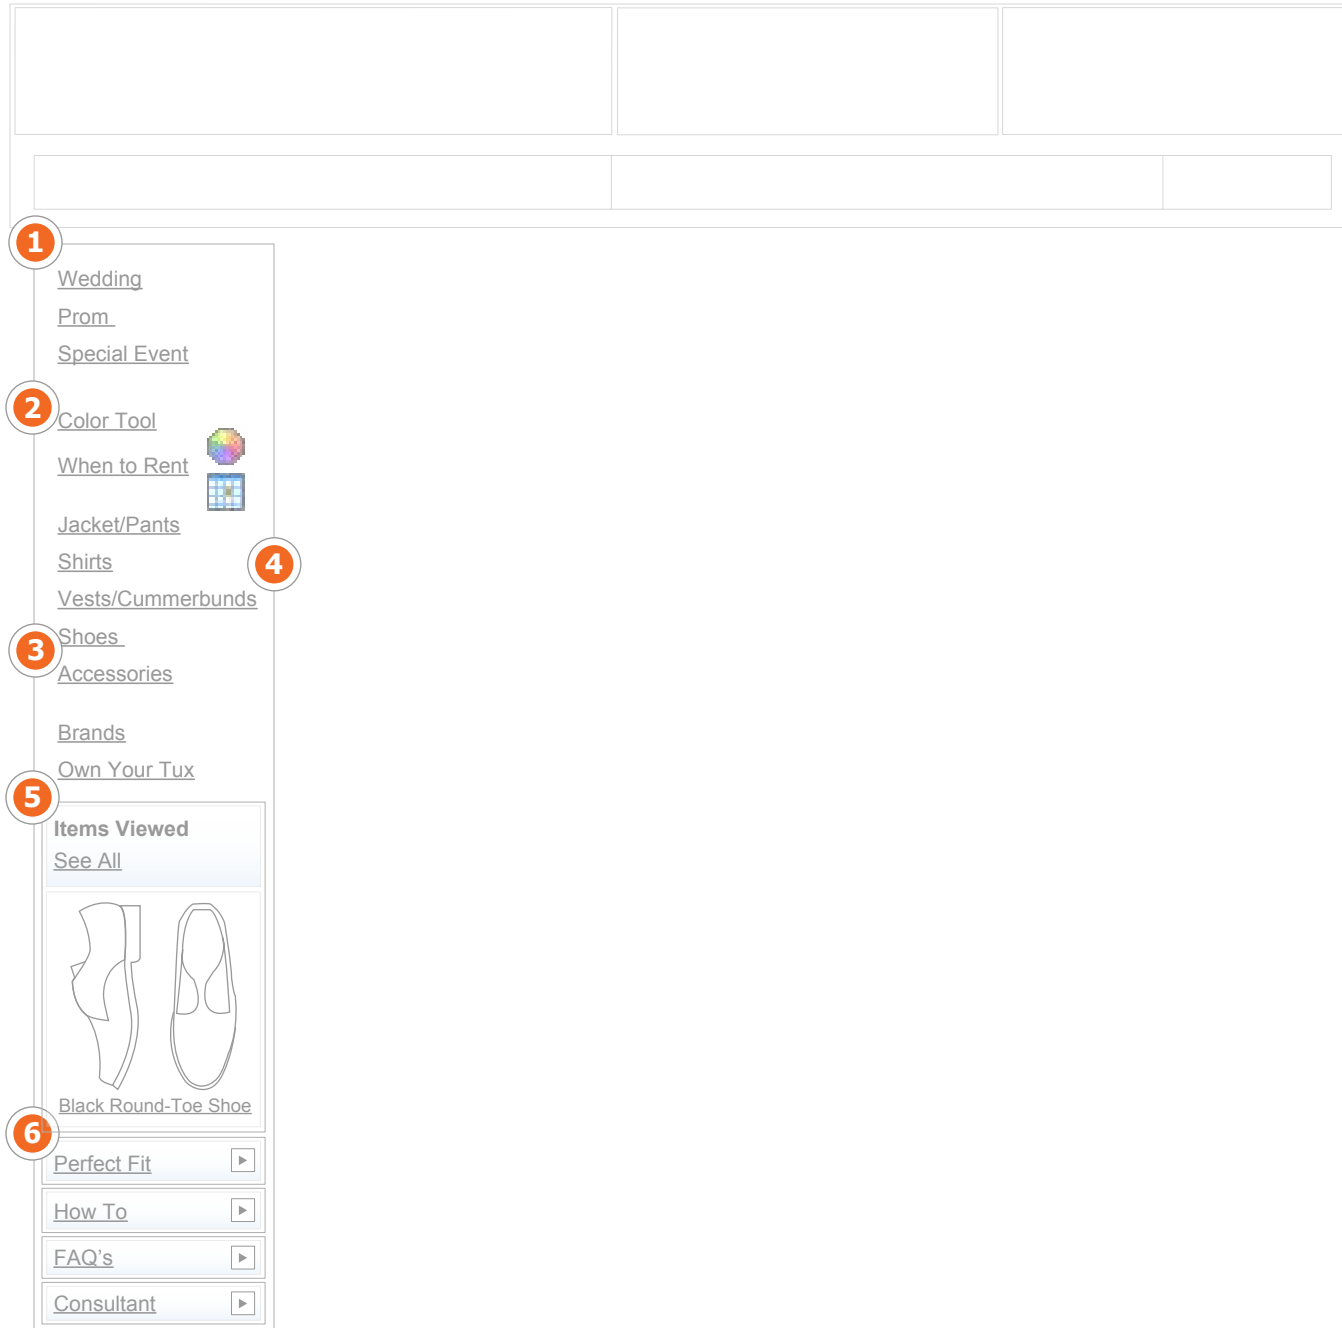 1
Wedding
Prom
Special Event
2
Color Tool
When to Rent
Jacket/Pants
Shirts
4
Vests/Cummerbunds
Shoes
3
Accessories
Brands
Own Your Tux
5
Items Viewed
See All
Black Round-Toe Shoe
6
Perfect Fit
How To
FAQ's
Consultant